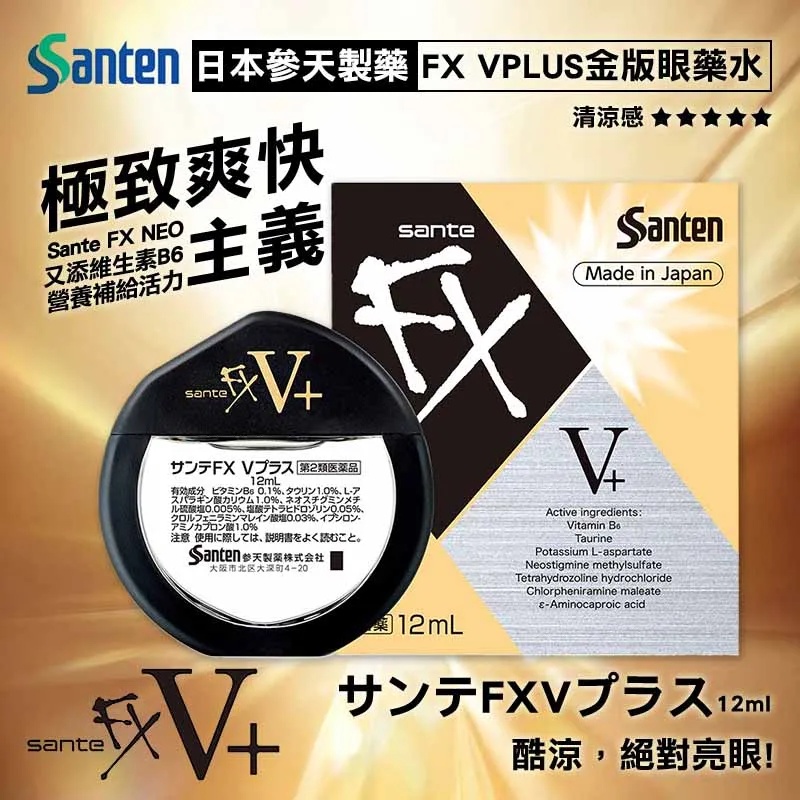 Santen 日本參天製藥 FX VPLUS金版眼藥水
清涼感 ★★★★★
極致爽快
主義
Sante FX NEO
又添維生素B6
營養補給活力
sante
FX
Santen
Made in Japan
V+
Active ingredients:
Vitamin B6
Taurine
Potassium L-aspartate
Neostigmine methylsulfate
Tetrahydrozoline hydrochloride
Chlorpheniramine maleate
ε-Aminocaproic acid
薬 12mL
sante FX V+
サンテFX Vプラス 第2類医薬品
12mL
有効成分 ビタミンB6 0.1%、タウリン1.0%、L-ア
スパラギン酸カリウム1.0%、ネオスチグミンメチ
ル硫酸塩0.005%、塩酸テトラヒドロゾリン0.05%、
クロルフェニラミンマレイン酸塩0.03%、イプシロン-
アミノカプロン酸1.0%
注意 使用に際しては、説明書をよく読むこと。
Santen 参天製薬株式会社
大阪市北区大深町4-20
sante FX V+
サンテFXVプラス12ml
酷涼，絕對亮眼!